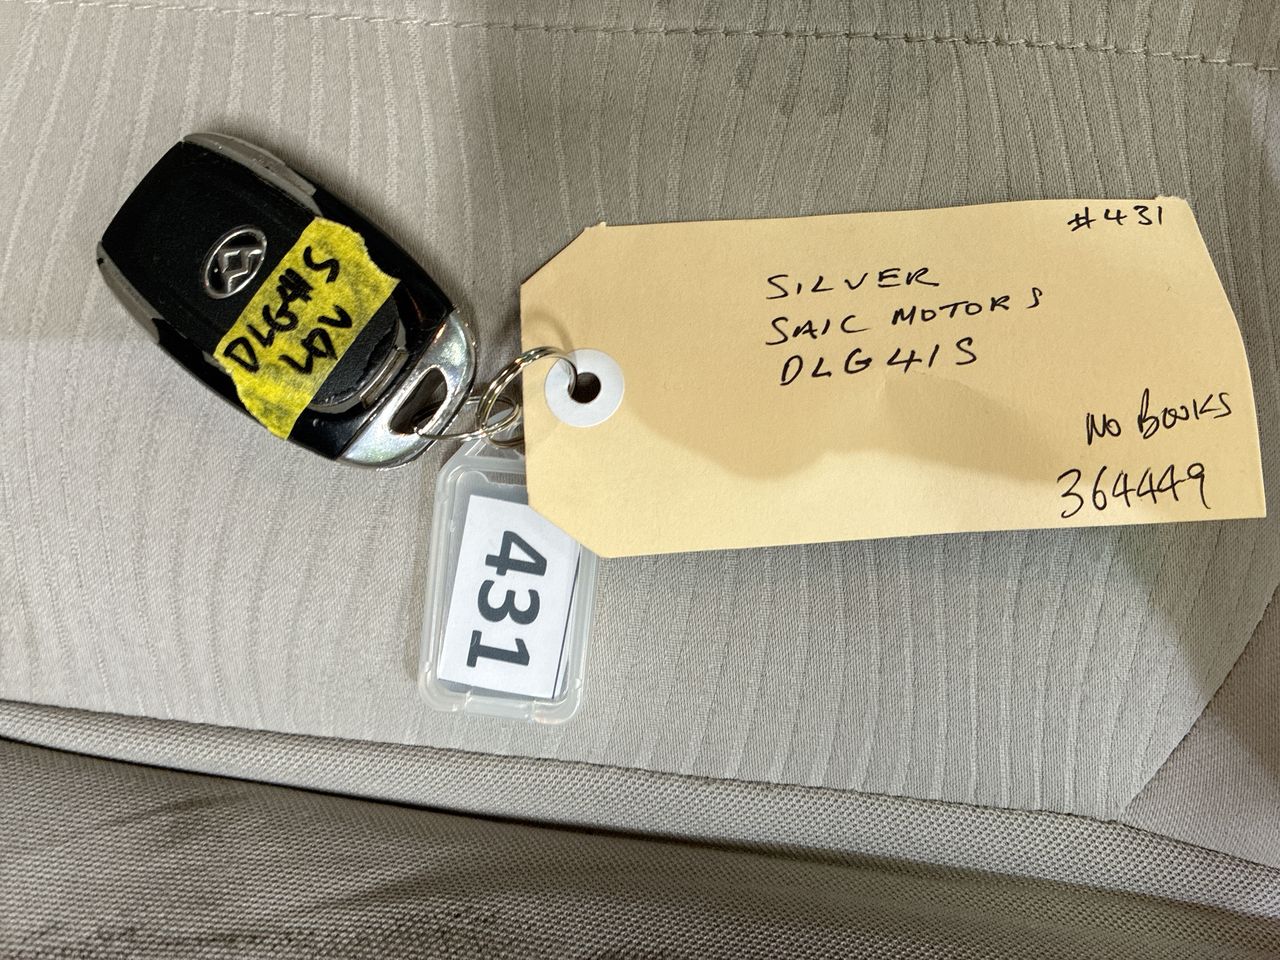 DLG41S
LDV
#431
SILVER
SAIC MOTORS
DLG41S
NO BOOKS
364449
431